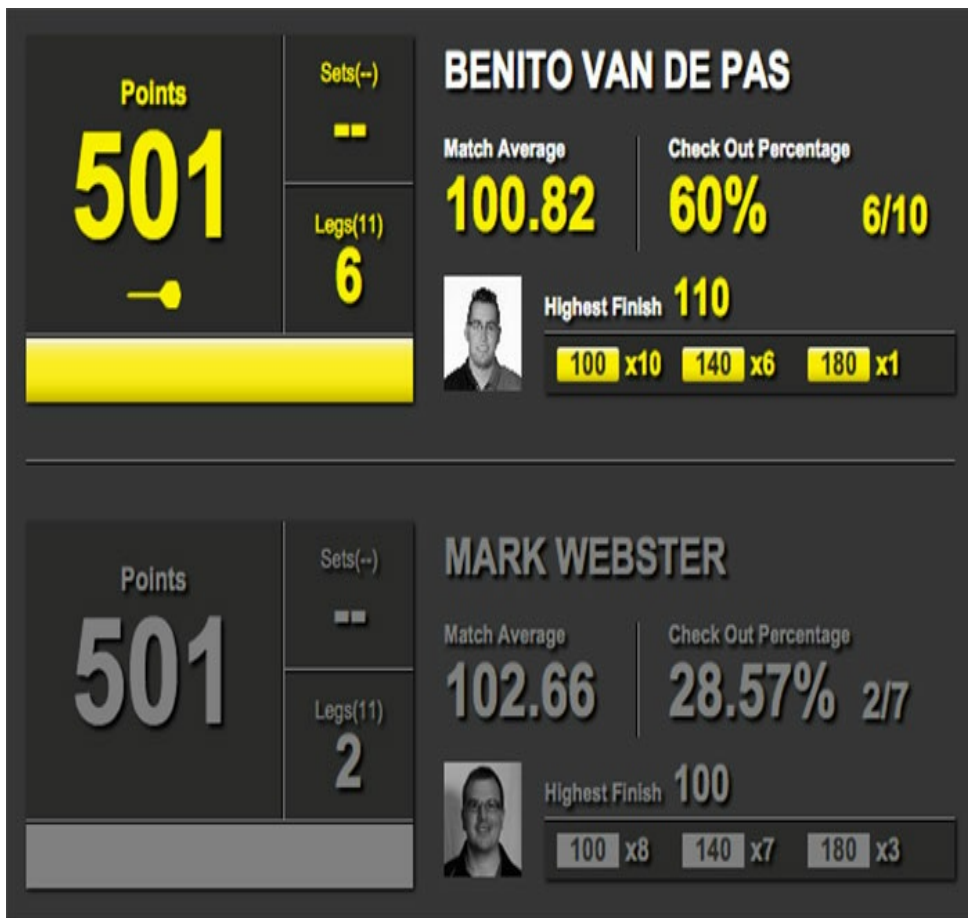 BENITO VAN DE PAS
Points
501
Sets(--)
--
Legs(11)
6
Match Average
100.82
Check Out Percentage
60% 6/10
Highest Finish 110
100 x10 140 x6 180 x1
MARK WEBSTER
Points
501
Sets(--)
--
Legs(11)
2
Match Average
102.66
Check Out Percentage
28.57% 2/7
Highest Finish 100
100 x8 140 x7 180 x3